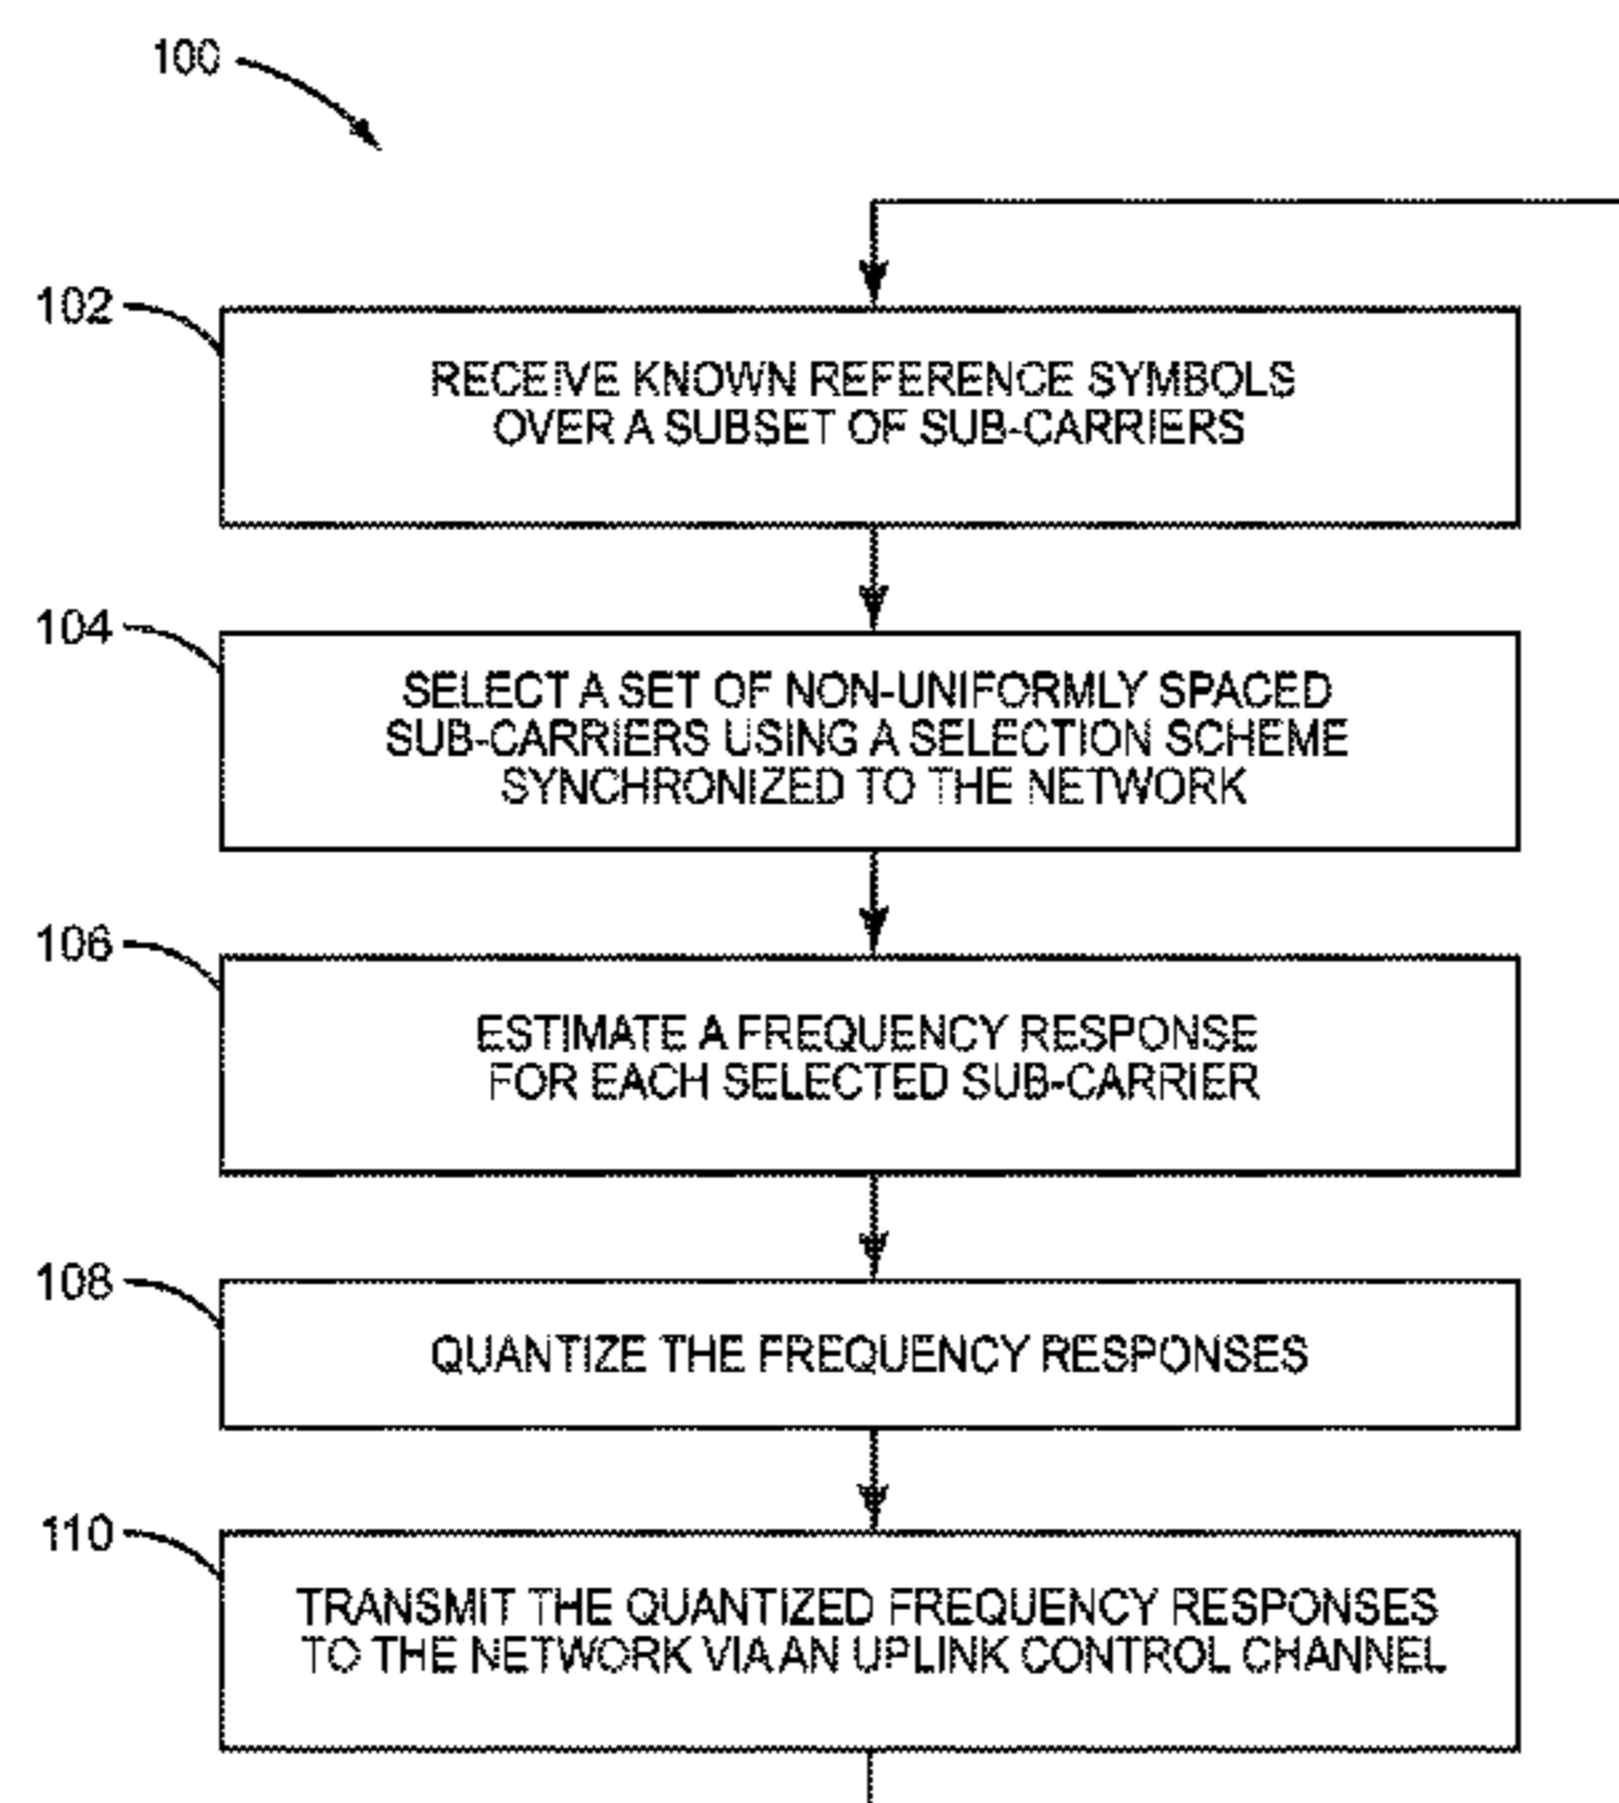 100
102
RECEIVE KNOWN REFERENCE SYMBOLS
OVER A SUBSET OF SUB-CARRIERS
104
SELECT A SET OF NON-UNIFORMLY SPACED
SUB-CARRIERS USING A SELECTION SCHEME
SYNCHRONIZED TO THE NETWORK
106
ESTIMATE A FREQUENCY RESPONSE
FOR EACH SELECTED SUB-CARRIER
108
QUANTIZE THE FREQUENCY RESPONSES
110
TRANSMIT THE QUANTIZED FREQUENCY RESPONSES
TO THE NETWORK VIA AN UPLINK CONTROL CHANNEL